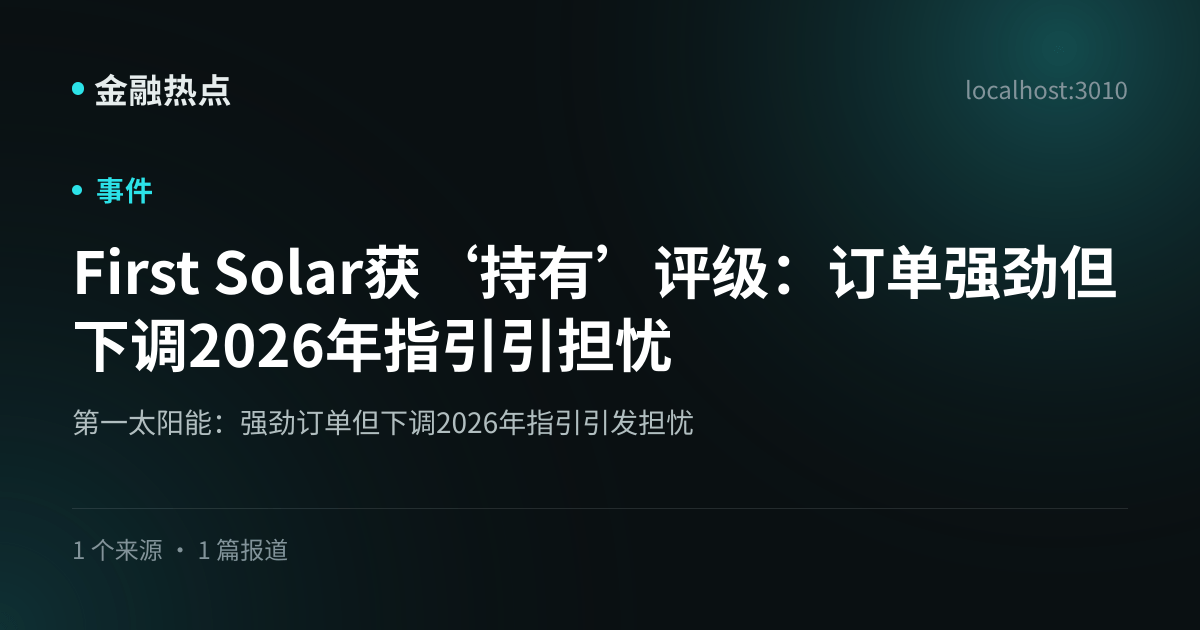 金融热点
localhost:3010
事件
First Solar获‘持有’评级：订单强劲但
下调2026年指引引担忧
第一太阳能：强劲订单但下调2026年指引引发担忧
1 个来源 · 1 篇报道